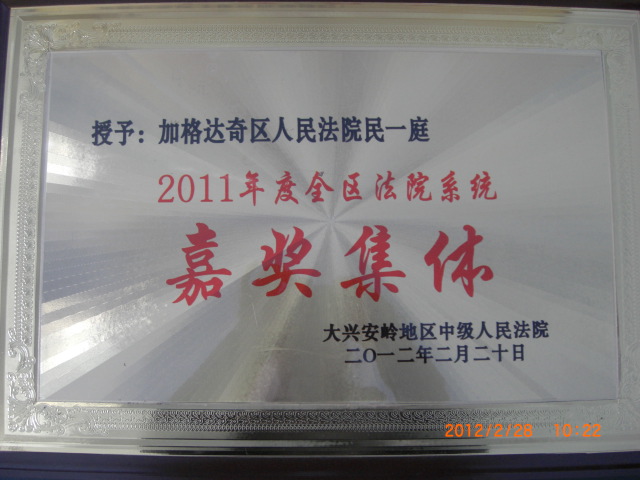 授予：加格达奇区人民法院民一庭
2011年度全区法院系统
嘉奖集体
大兴安岭地区中级人民法院
二〇一二年二月二十日
2012/2/28 10:22